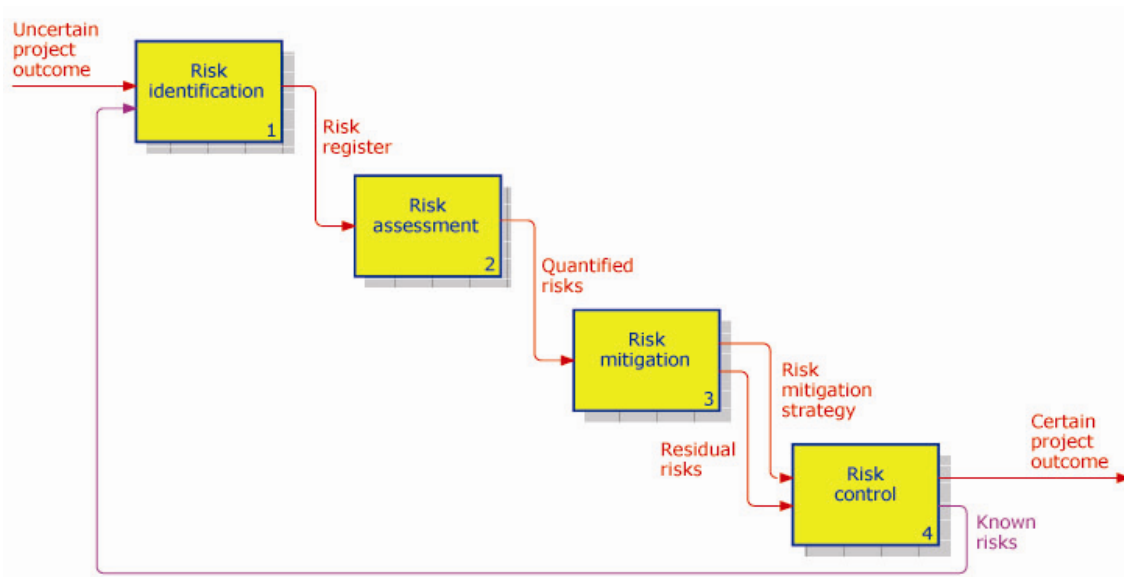 Uncertain
project
outcome
Risk
identification
1
Risk
register
Risk
assessment
2
Quantified
risks
Risk
mitigation
3
Risk
mitigation
strategy
Residual
risks
Risk
control
4
Certain
project
outcome
Known
risks